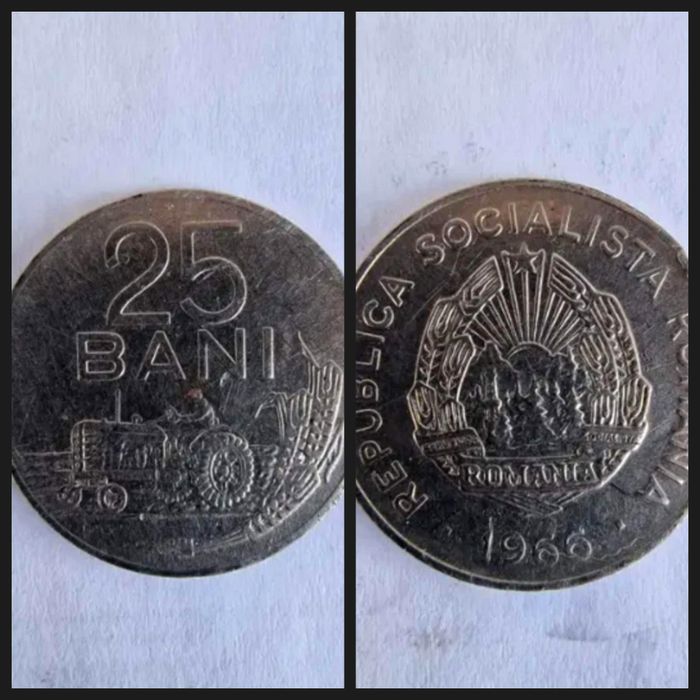 25
BANI
REPUBLICA SOCIALISTA ROMANIA
ROMANIA
1966